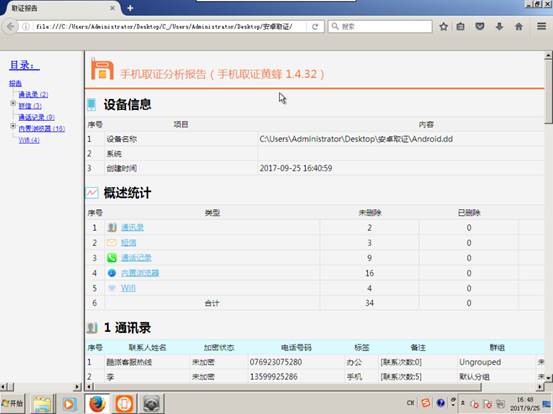 取证报告
file:///C:/Users/Administrator/Desktop/C_/Users/Administrator/Desktop/安卓取证/
搜索
目录:
报告
通讯录 (2)
短信 (3)
通话记录 (9)
内置浏览器 (16)
Wifi (4)
手机取证分析报告(手机取证黄蜂 1.4.32)
设备信息
序号 项目 内容
1 设备名称 C:\Users\Administrator\Desktop\安卓取证\Android.dd
2 系统
3 创建时间 2017-09-25 16:40:59
概述统计
序号 类型 未删除 已删除
1 通讯录 2 0
2 短信 3 0
3 通话记录 9 0
4 内置浏览器 16 0
5 Wifi 4 0
6 合计 34 0
1 通讯录
序号 联系人姓名 加密状态 电话号码 标签 备注 群组
1 酷派客服热线 未加密 076923075280 办公 [联系次数:0] Ungrouped 未
2 李 未加密 13599925286 手机 [联系次数:5] 默认分组 未
开始
CH
16:48
2017/9/25